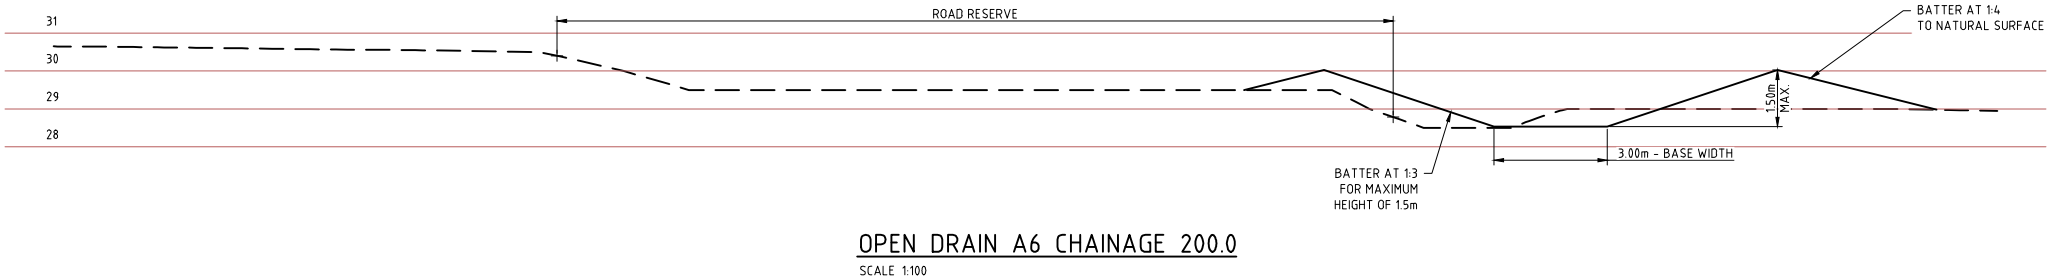 31
ROAD RESERVE
BATTER AT 1:4
TO NATURAL SURFACE
30
29
1.50m
MAX.
28
3.00m - BASE WIDTH
BATTER AT 1:3
FOR MAXIMUM
HEIGHT OF 1.5m
OPEN DRAIN A6 CHAINAGE 200.0
SCALE 1:100